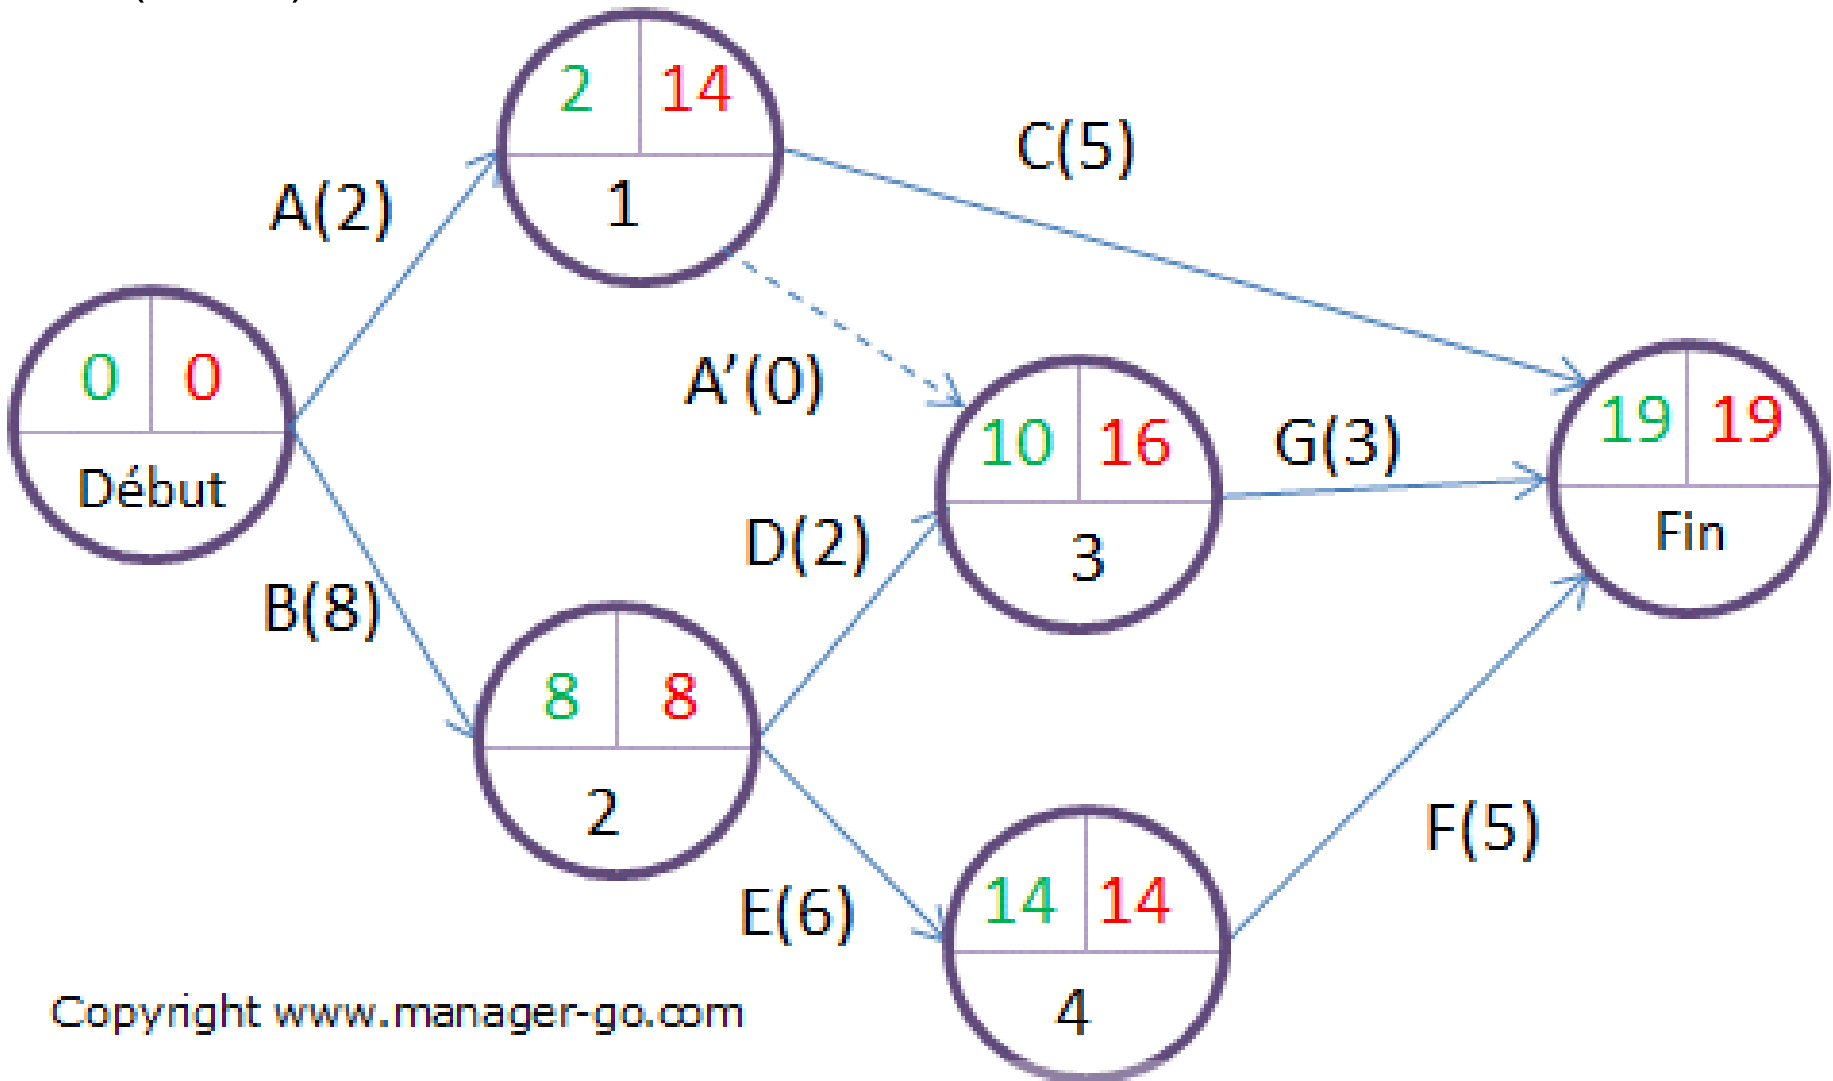 2 14
C(5)
A(2)
1
A'(0)
0 0
Début
10 16
G(3)
19 19
D(2)
3
Fin
B(8)
8 8
2
F(5)
E(6)
14 14
4
Copyright www.manager-go.com